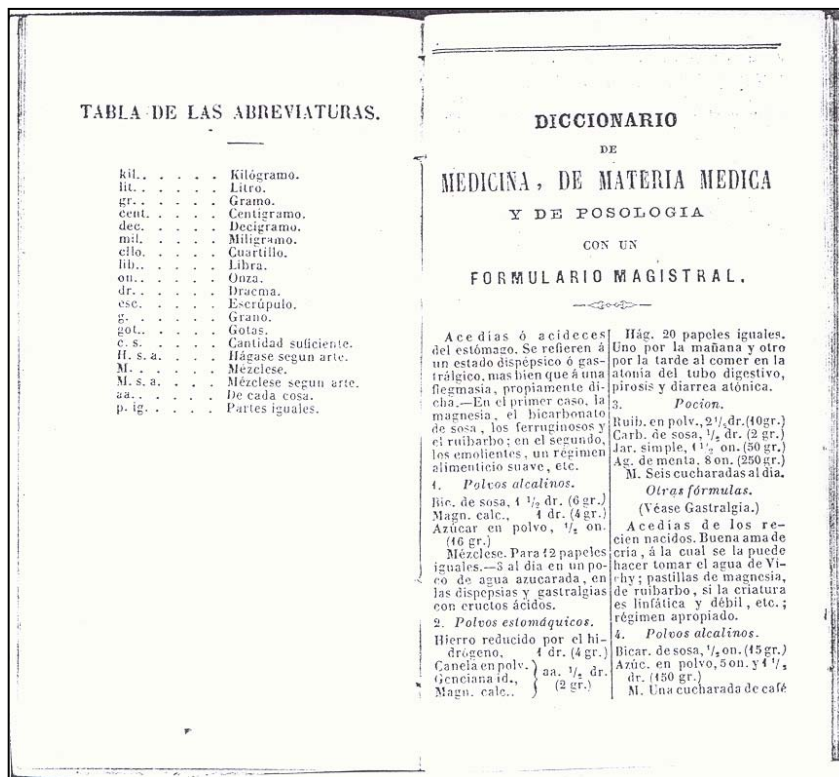 TABLA DE LAS ABREVIATURAS.
kil.. . . . . Kilógramo.
lit.. . . . . Litro.
gr.. . . . . Gramo.
cent. . . . . Centígramo.
dec. . . . . Decígramo.
mil. . . . . Milígramo.
cilo. . . . . Cuartillo.
lib.. . . . . Libra.
on.. . . . . Onza.
dr. . . . . . Dracma.
esc. . . . . Escrúpulo.
g. . . . . . Grano.
got.. . . . . Gotas.
c. s. . . . . Cantidad suficiente.
H. s. a. . . . Hágase segun arte.
M. . . . . . Mézclese.
M. s. a. . . . Mézclese segun arte.
aa.. . . . . De cada cosa.
p. ig. . . . . Partes iguales.
DICCIONARIO
DE
MEDICINA, DE MATERIA MEDICA
Y DE POSOLOGIA
CON UN
FORMULARIO MAGISTRAL.
Acedías ó acideces
del estómago. Se refieren á
un estado dispépsico ó gas-
trálgico, mas bien que á una
flegmasia, propiamente di-
cha.—En el primer caso, la
magnesia, el bicarbonato
de sosa, los ferruginosos y
el ruibarbo; en el segundo,
los emolientes, un régimen
alimenticio suave, etc.
1. Polvos alcalinos.
Bic. de sosa, 1 1/2 dr. (6 gr.)
Magn. calc., 1 dr. (4 gr.)
Azúcar en polvo, 1/2 on.
(16 gr.)
Mézclese. Para 12 papeles
iguales.—3 al dia en un po-
co de agua azucarada, en
las dispepsias y gastralgias
con eructos ácidos.
2. Polvos estomáquicos.
Hierro reducido por el hi-
drógeno, 1 dr. (4 gr.)
Canela en polv.
Genciana id., } aa. 1/2 dr.
Magn. calc.. (2 gr.)
Hág. 20 papeles iguales.
Uno por la mañana y otro
por la tarde al comer en la
atonía del tubo digestivo,
pirosis y diarrea atónica.
3. Pocion.
Ruib. en polv., 2 1/2 dr. (10 gr.)
Carb. de sosa, 1/2 dr. (2 gr.)
Jar. simple, 1 1/2 on. (50 gr.)
Ag. de menta, 8 on. (250 gr.)
M. Seis cucharadas al dia.
Otras fórmulas.
(Véase Gastralgia.)
Acedías de los re-
cien nacidos. Buena ama de
cria, á la cual se la puede
hacer tomar el agua de Vi-
chy; pastillas de magnesia,
de ruibarbo, si la criatura
es linfática y débil, etc.;
régimen apropiado.
4. Polvos alcalinos.
Bicar. de sosa, 1/2 on. (15 gr.)
Azúc. en polvo, 5 on. y 1 1/2
dr. (150 gr.)
M. Una cucharada de café